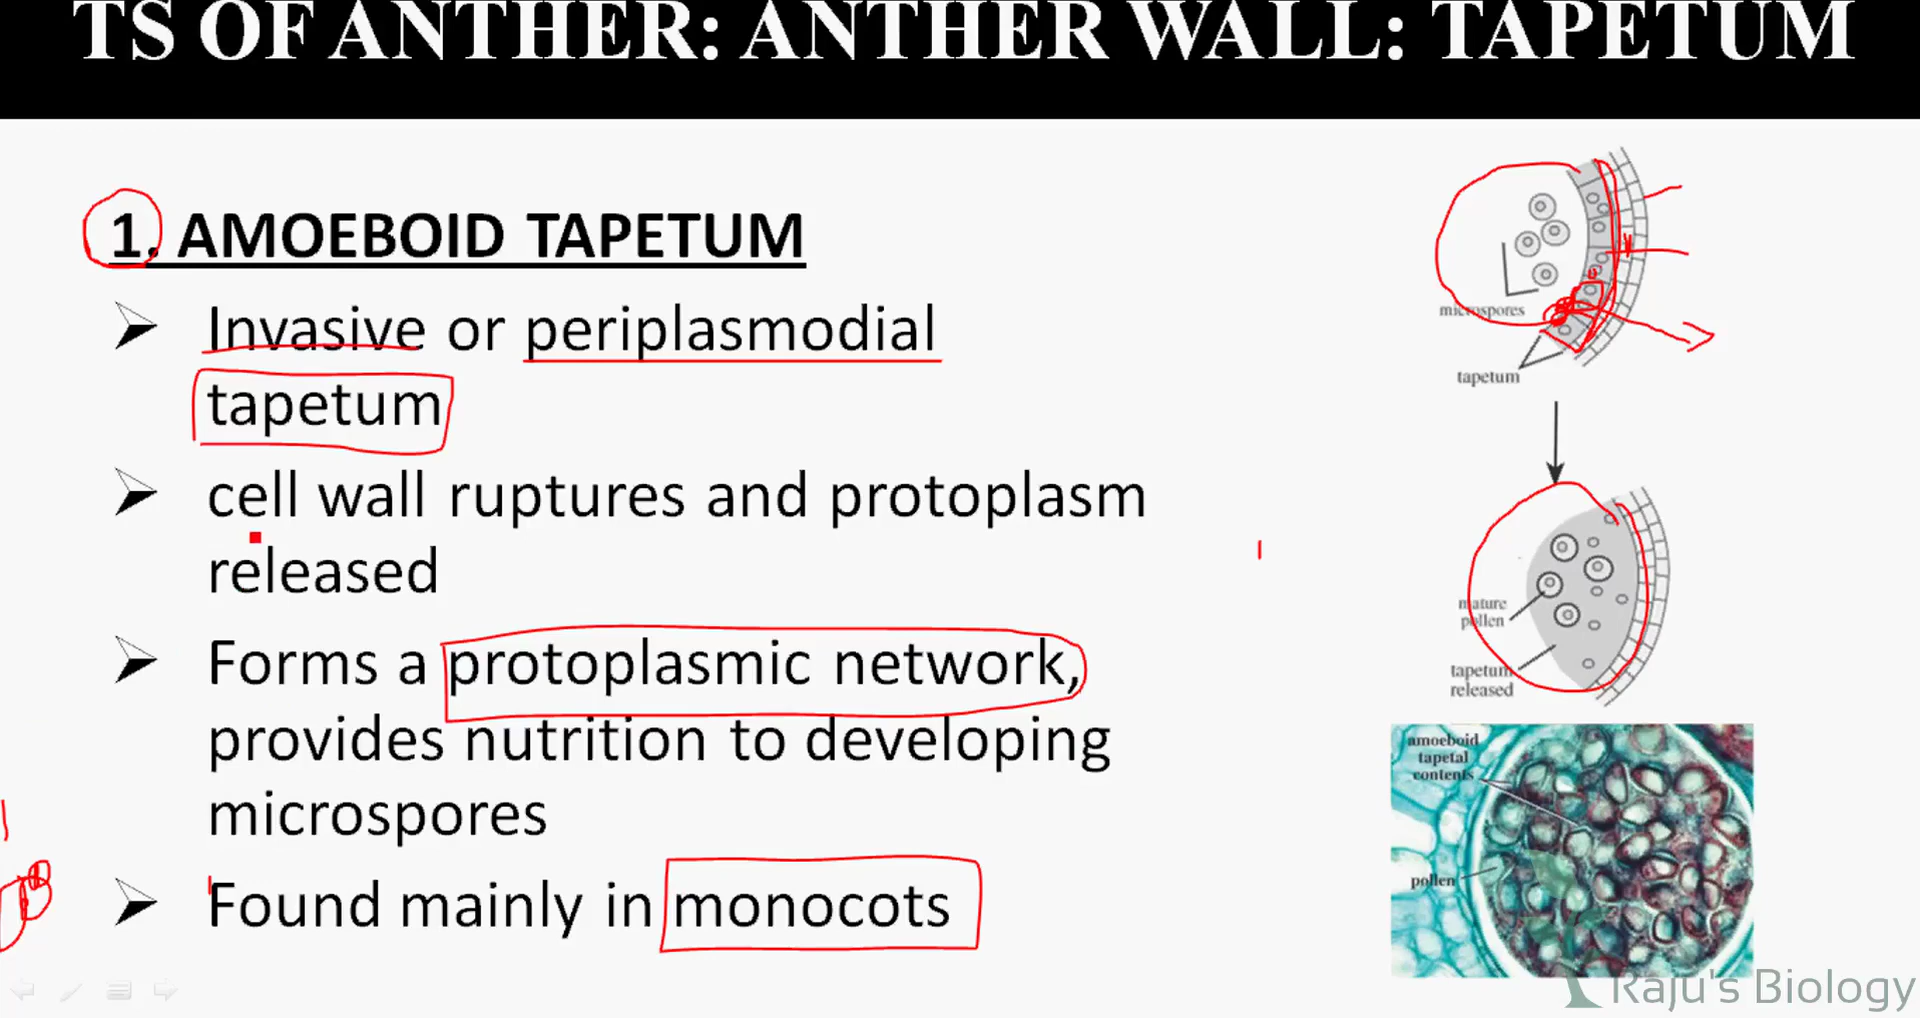 TS OF ANTHER: ANTHER WALL: TAPETUM
1. AMOEBOID TAPETUM
Invasive or periplasmodial
tapetum
cell wall ruptures and protoplasm
released
Forms a protoplasmic network,
provides nutrition to developing
microspores
Found mainly in monocots
microspores
tapetum
mature
pollen
tapetum
released
amoeboid
tapetal
contents
pollen
Raju's Biology